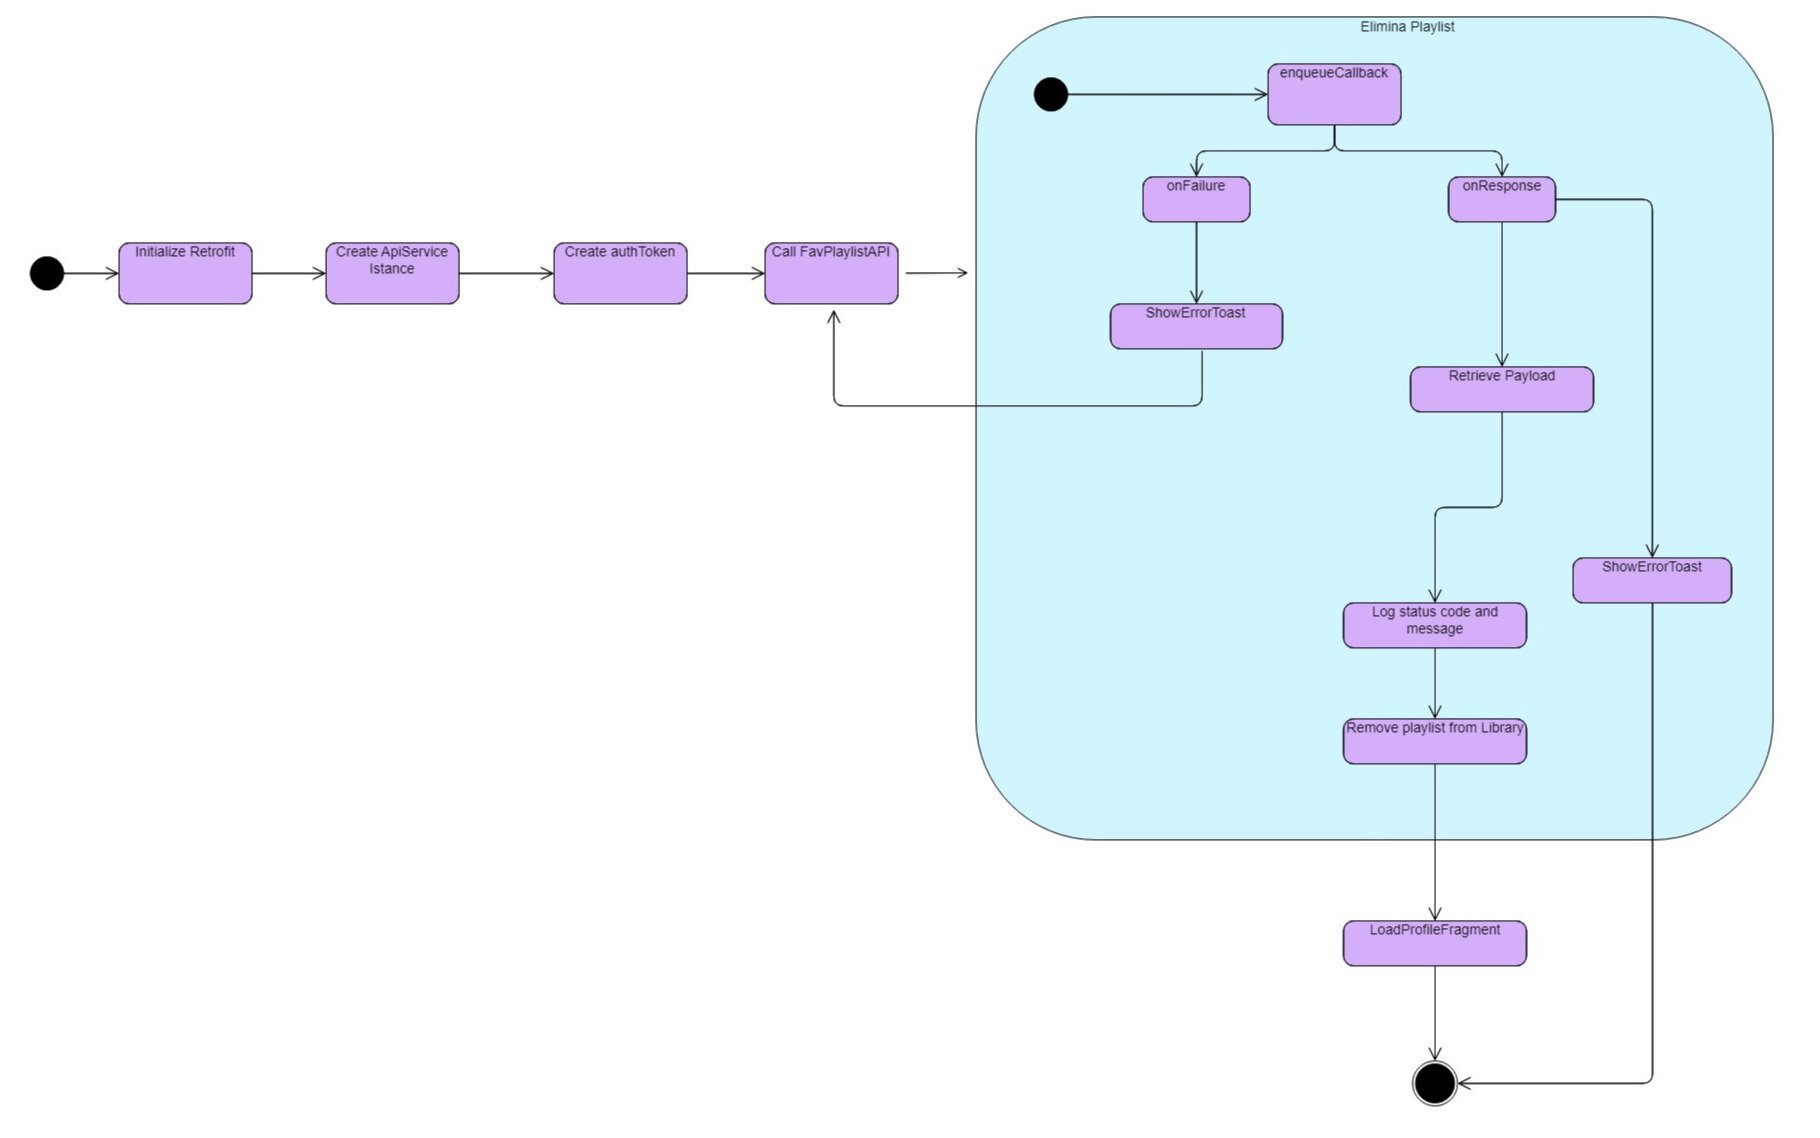 Elimina Playlist
enqueueCallback
onFailure
onResponse
Initialize Retrofit
Create ApiService
Istance
Create authToken
Call FavPlaylistAPI
ShowErrorToast
Retrieve Payload
ShowErrorToast
Log status code and
message
Remove playlist from Library
LoadProfileFragment